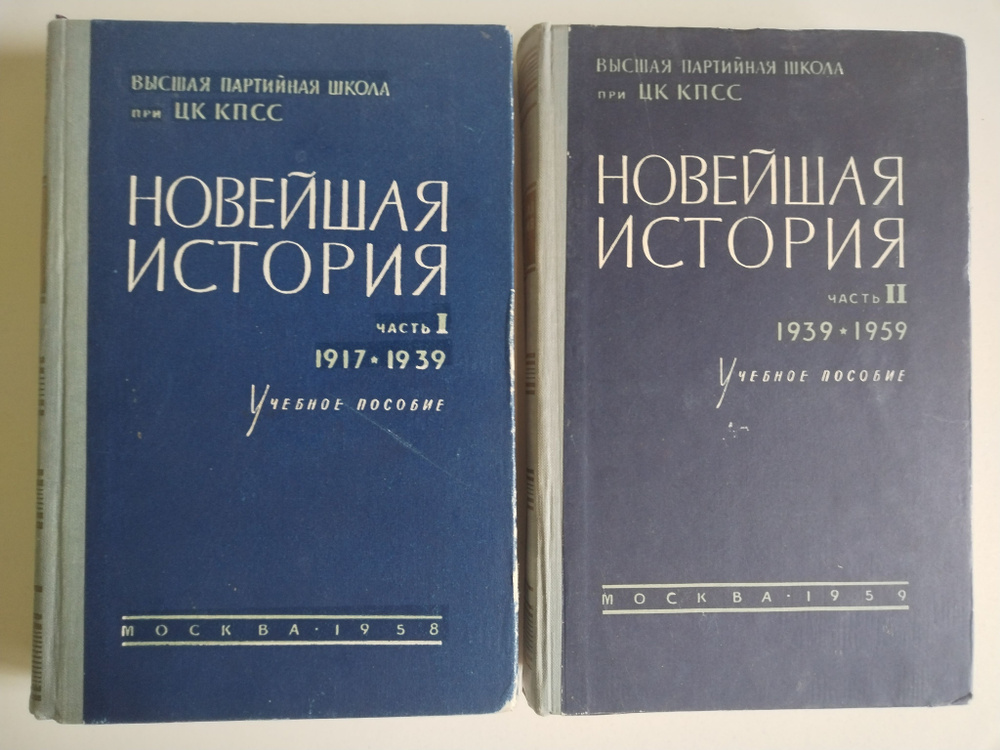 ВЫСШАЯ ПАРТИЙНАЯ ШКОЛА
ПРИ ЦК КПСС
НОВЕЙШАЯ
ИСТОРИЯ
ЧАСТЬ I
1917 ★ 1939
УЧЕБНОЕ ПОСОБИЕ
МОСКВА · 1958
ВЫСШАЯ ПАРТИЙНАЯ ШКОЛА
ПРИ ЦК КПСС
НОВЕЙШАЯ
ИСТОРИЯ
ЧАСТЬ II
1939 ★ 1959
УЧЕБНОЕ ПОСОБИЕ
МОСКВА · 1959